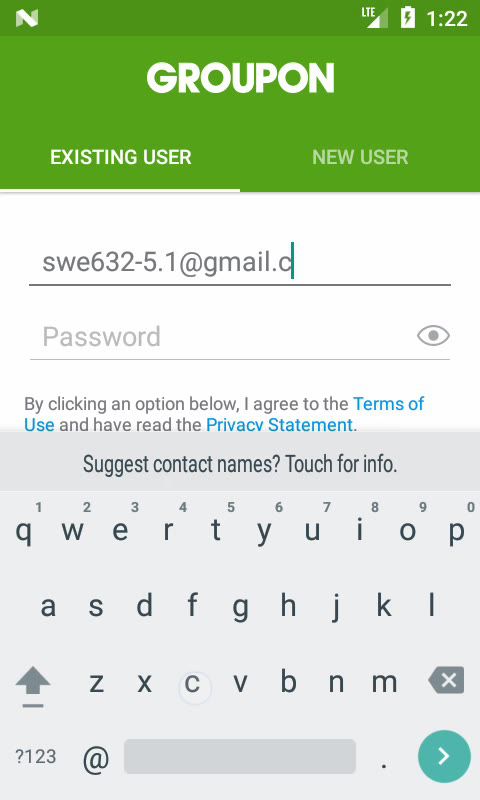 LTE 1:22
GROUPON
EXISTING USER NEW USER
swe632-5.1@gmail.c
Password
By clicking an option below, I agree to the Terms of
Use and have read the Privacy Statement.
Suggest contact names? Touch for info.
1 2 3 4 5 6 7 8 9 0
q w e r t y u i o p
a s d f g h j k l
z x c v b n m
?123 @ .